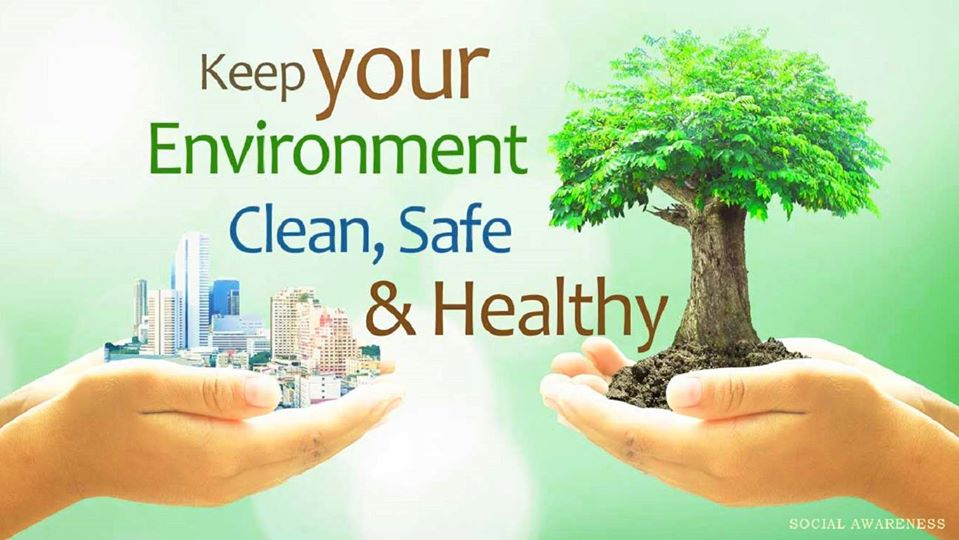 Keep your
Environment
Clean, Safe
& Healthy
SOCIAL AWARENESS